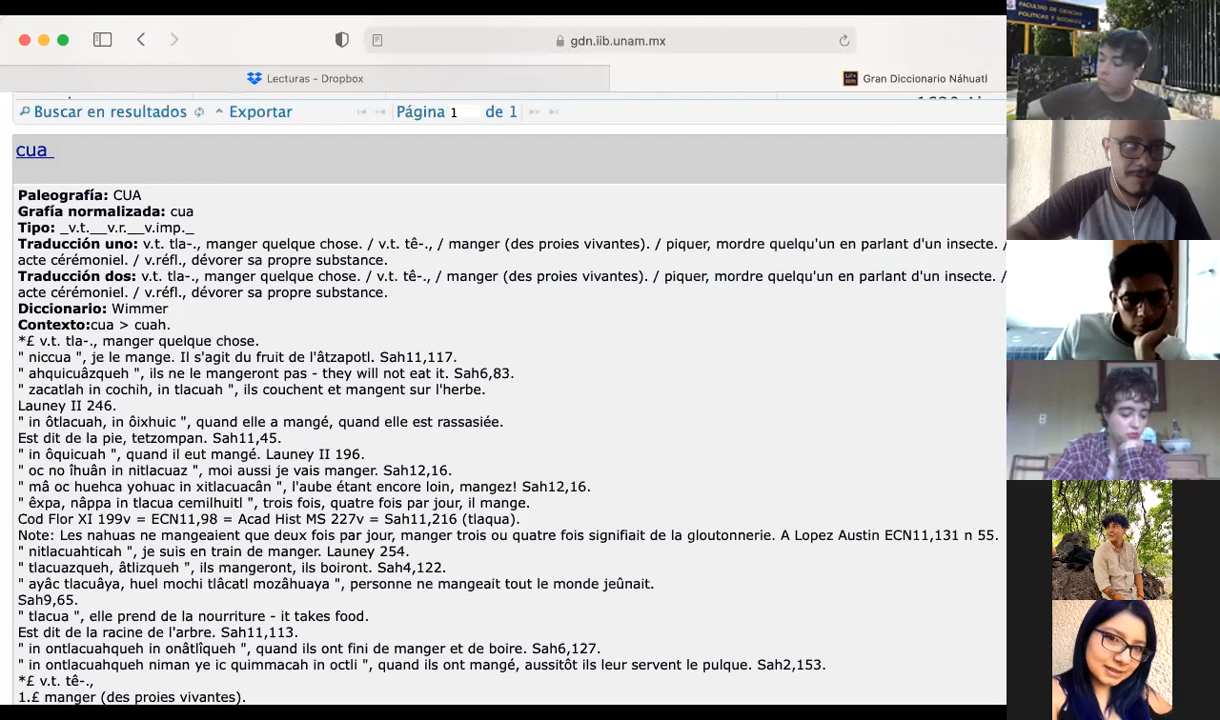 gdn.iib.unam.mx
Lecturas - Dropbox
Gran Diccionario Náhuatl
Buscar en resultados
Exportar
Página 1 de 1
cua
Paleografía: CUA
Grafía normalizada: cua
Tipo: _v.t.__v.r.__v.imp._
Traducción uno: v.t. tla-., manger quelque chose. / v.t. tê-., / manger (des proies vivantes). / piquer, mordre quelqu'un en parlant d'un insecte. /
acte cérémoniel. / v.réfl., dévorer sa propre substance.
Traducción dos: v.t. tla-., manger quelque chose. / v.t. tê-., / manger (des proies vivantes). / piquer, mordre quelqu'un en parlant d'un insecte. /
acte cérémoniel. / v.réfl., dévorer sa propre substance.
Diccionario: Wimmer
Contexto:cua > cuah.
*£ v.t. tla-., manger quelque chose.
" niccua ", je le mange. Il s'agit du fruit de l'âtzapotl. Sah11,117.
" ahquicuâzqueh ", ils ne le mangeront pas - they will not eat it. Sah6,83.
" zacatlah in cochih, in tlacuah ", ils couchent et mangent sur l'herbe.
Launey II 246.
" in ôtlacuah, in ôixhuic ", quand elle a mangé, quand elle est rassasiée.
Est dit de la pie, tetzompan. Sah11,45.
" in ôquicuah ", quand il eut mangé. Launey II 196.
" oc no îhuân in nitlacuaz ", moi aussi je vais manger. Sah12,16.
" mâ oc huehca yohuac in xitlacuacân ", l'aube étant encore loin, mangez! Sah12,16.
" êxpa, nâppa in tlacua cemilhuitl ", trois fois, quatre fois par jour, il mange.
Cod Flor XI 199v = ECN11,98 = Acad Hist MS 227v = Sah11,216 (tlaqua).
Note: Les nahuas ne mangeaient que deux fois par jour, manger trois ou quatre fois signifiait de la gloutonnerie. A Lopez Austin ECN11,131 n 55.
" nitlacuahticah ", je suis en train de manger. Launey 254.
" tlacuazqueh, âtlizqueh ", ils mangeront, ils boiront. Sah4,122.
" ayâc tlacuâya, huel mochi tlâcatl mozâhuaya ", personne ne mangeait tout le monde jeûnait.
Sah9,65.
" tlacua ", elle prend de la nourriture - it takes food.
Est dit de la racine de l'arbre. Sah11,113.
" in ontlacuahqueh in onâtlîqueh ", quand ils ont fini de manger et de boire. Sah6,127.
" in ontlacuahqueh niman ye ic quimmacah in octli ", quand ils ont mangé, aussitôt ils leur servent le pulque. Sah2,153.
*£ v.t. tê-.,
1.£ manger (des proies vivantes).
FACULTAD DE CIENCIAS
POLÍTICAS Y SOCIALES